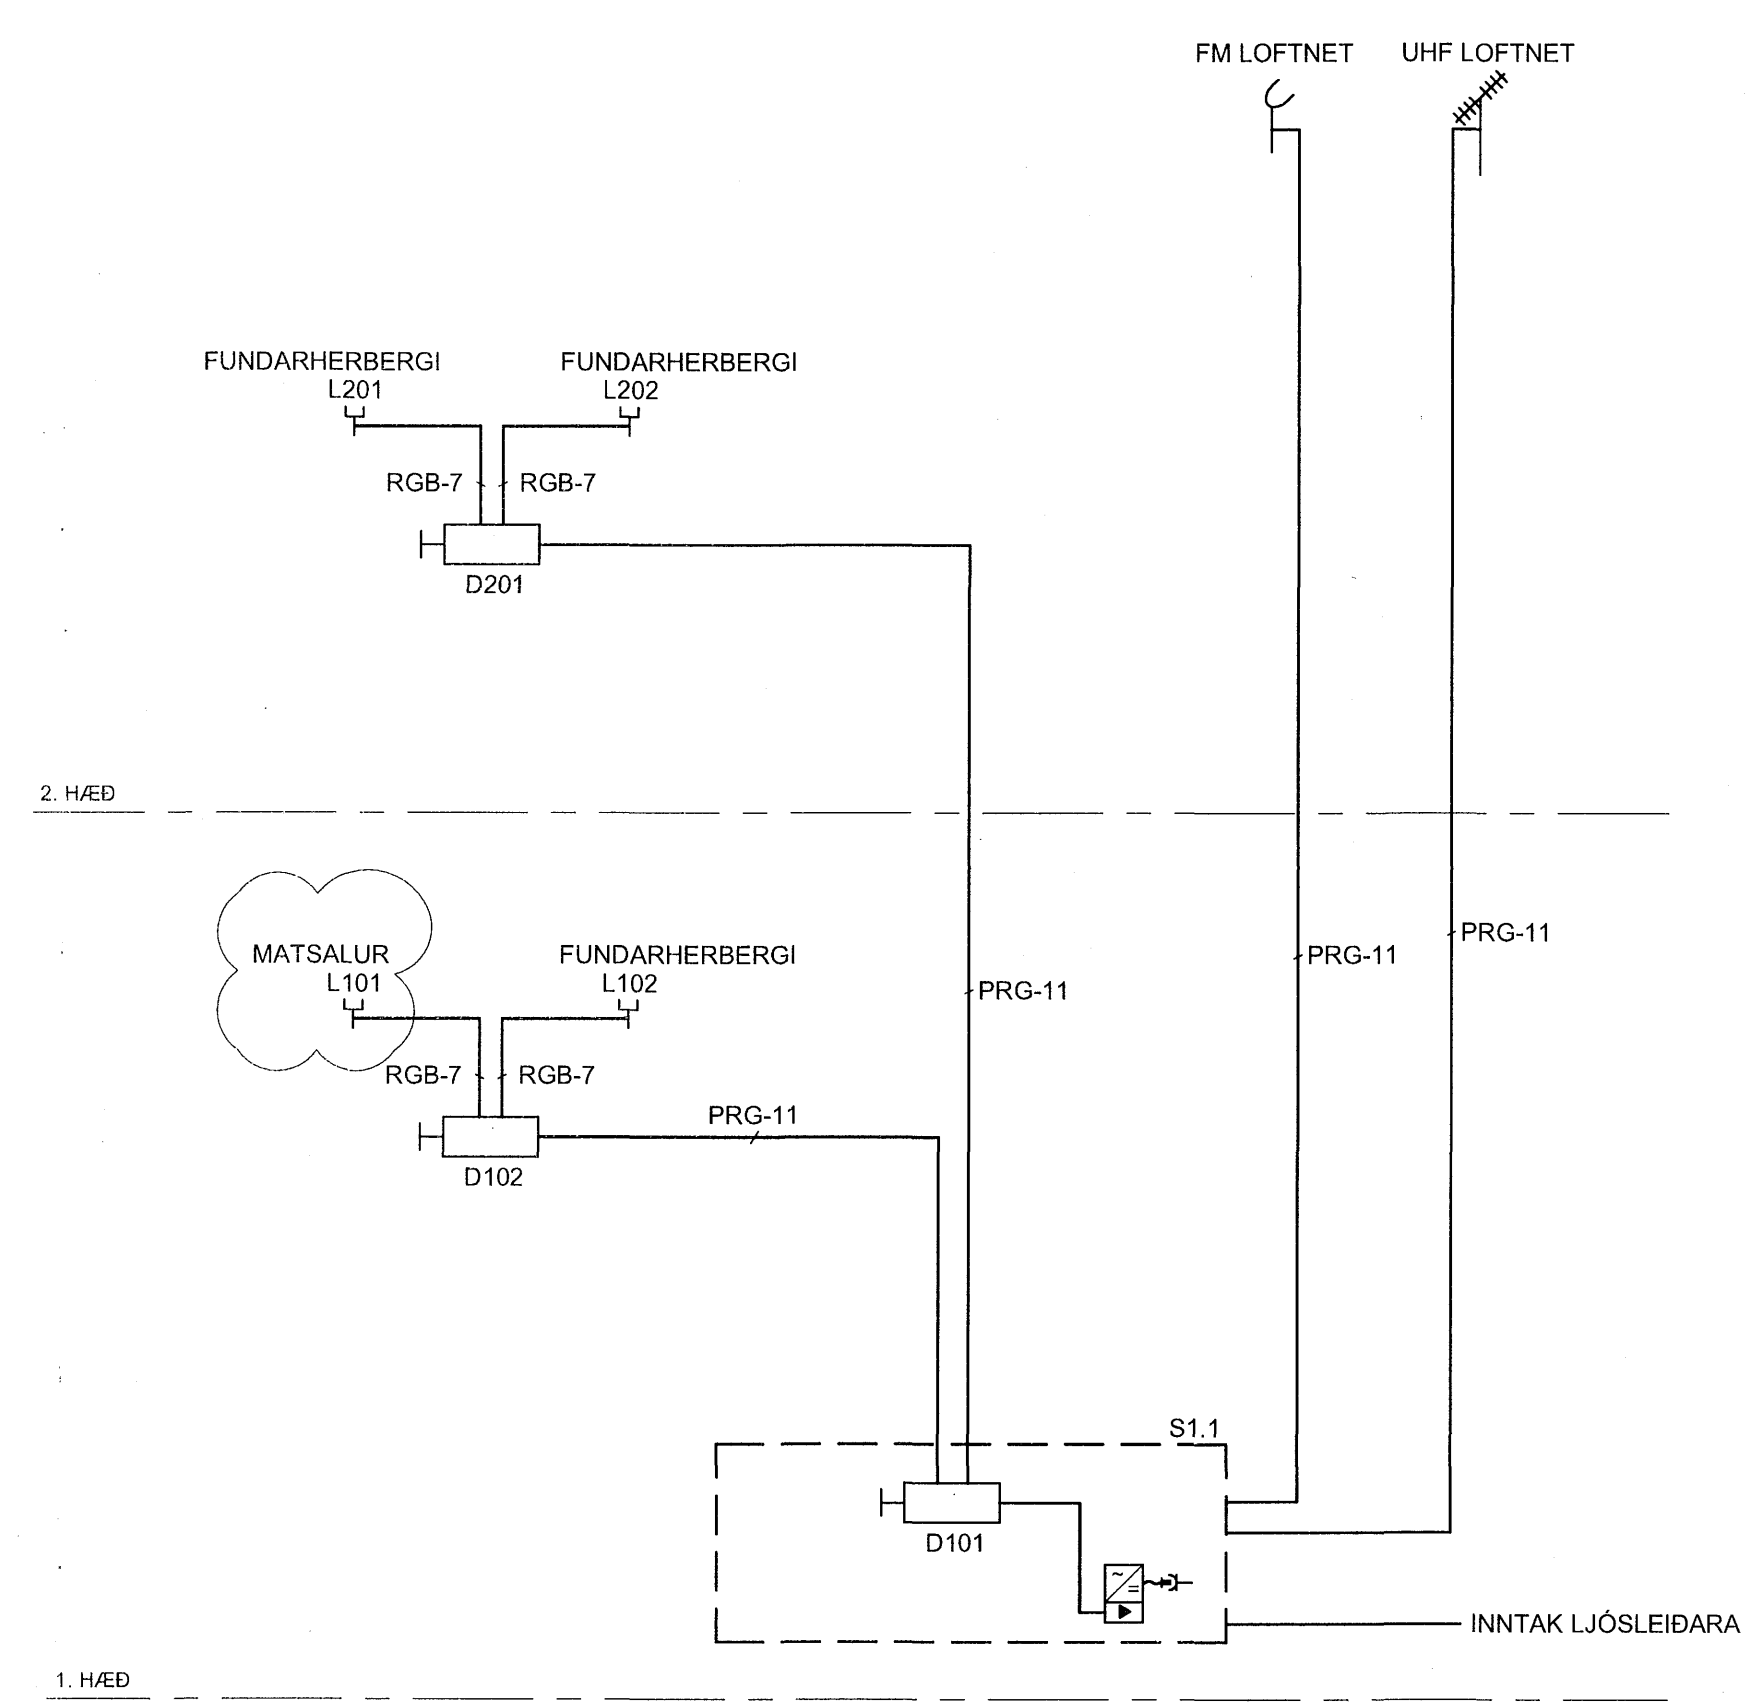 FM LOFTNET
UHF LOFTNET
FUNDARHERBERGI
L201
FUNDARHERBERGI
L202
RGB-7
RGB-7
D201
2. HÆÐ
MATSALUR
L101
FUNDARHERBERGI
L102
PRG-11
PRG-11
PRG-11
RGB-7
RGB-7
PRG-11
D102
S1.1
D101
INNTAK LJÓSLEIÐARA
1. HÆÐ